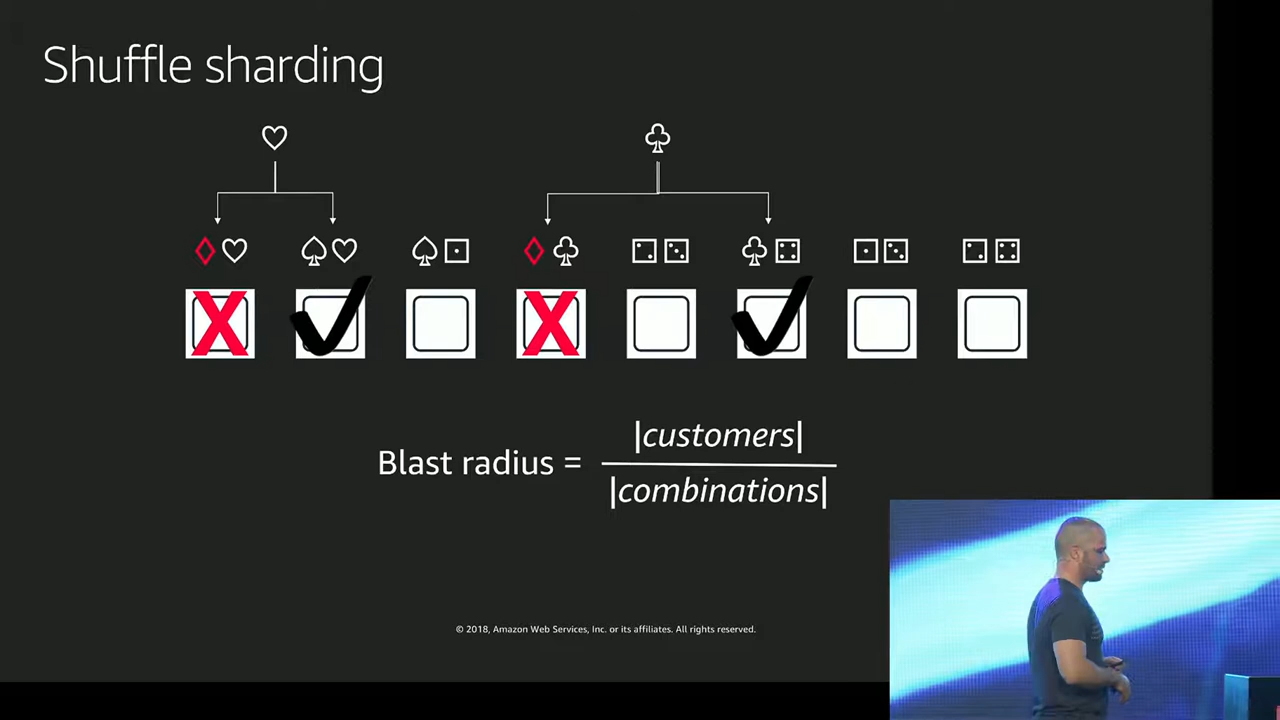 Shuffle sharding
X X
Blast radius = |customers|
|combinations|
© 2018, Amazon Web Services, Inc. or its affiliates. All rights reserved.